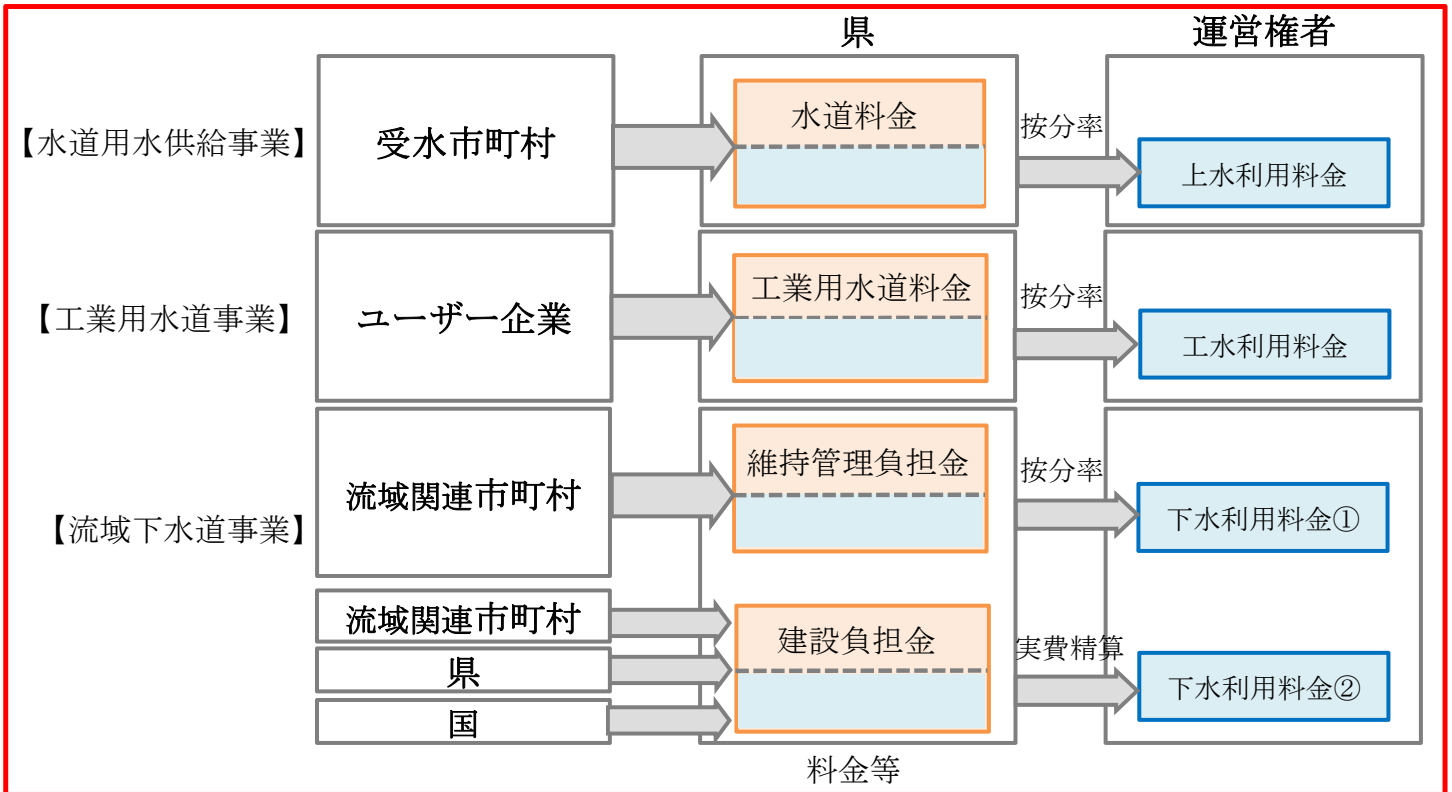 県
運営権者
【水道用水供給事業】
受水市町村
水道料金
按分率
上水利用料金
【工業用水道事業】
ユーザー企業
工業用水道料金
按分率
工水利用料金
【流域下水道事業】
流域関連市町村
維持管理負担金
按分率
下水利用料金①
流域関連市町村
県
国
建設負担金
実費精算
下水利用料金②
料金等